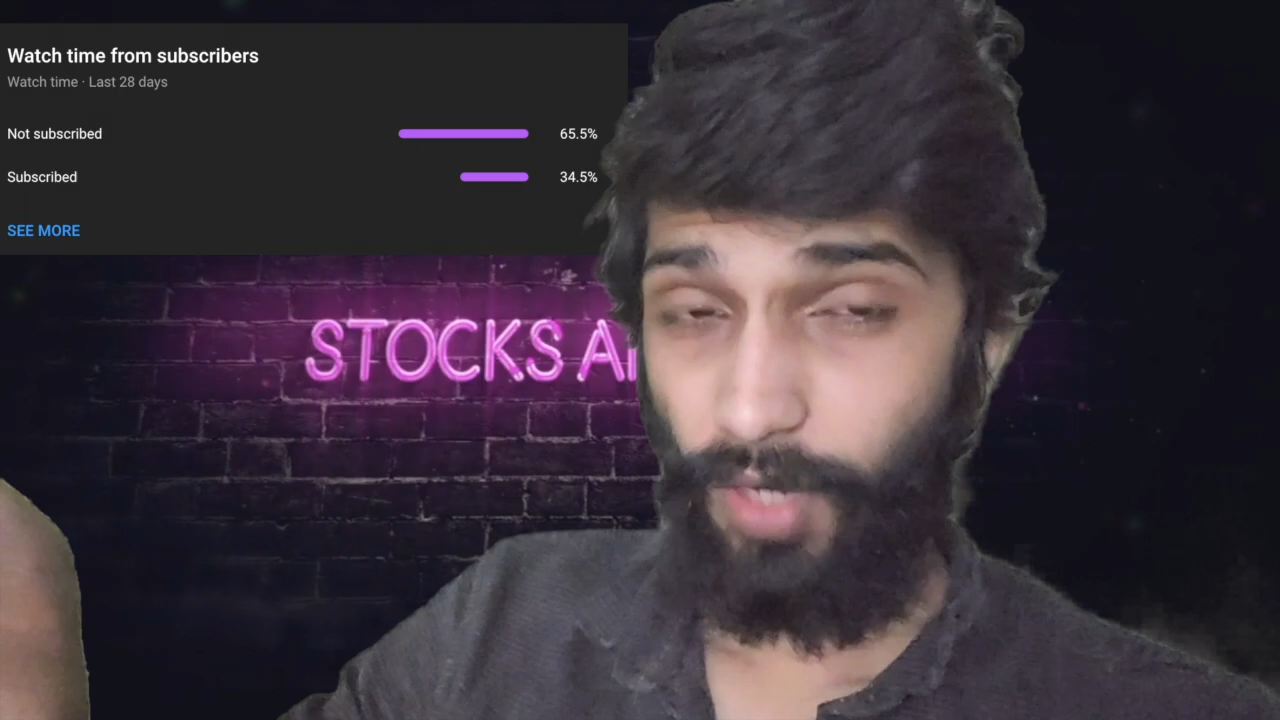 Watch time from subscribers
Watch time · Last 28 days
Not subscribed 65.5%
Subscribed 34.5%
SEE MORE
STOCKS A